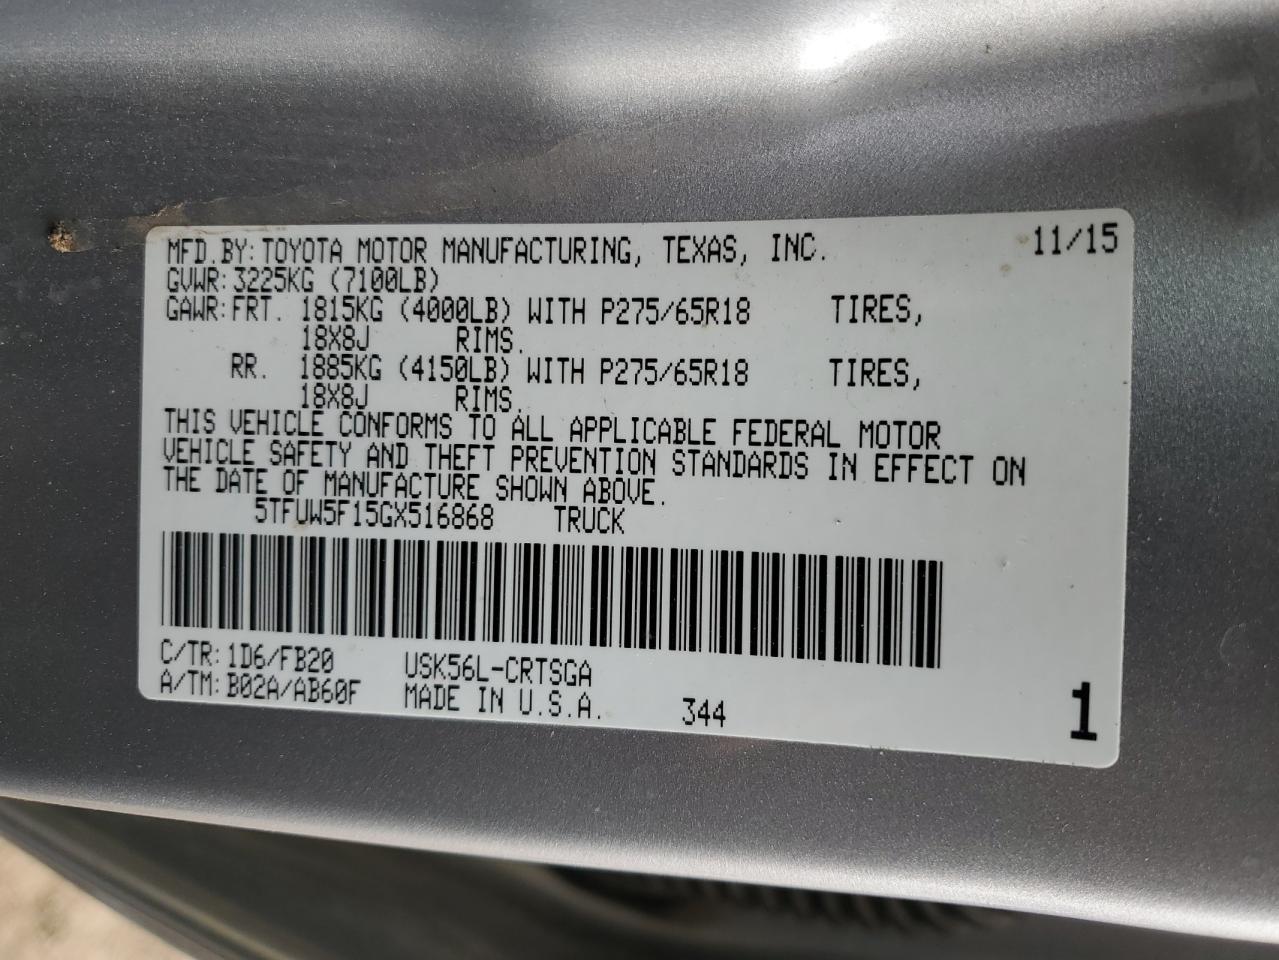 MFD.BY:TOYOTA MOTOR MANUFACTURING, TEXAS, INC. 11/15
GVWR:3225KG (7100LB)
GAWR:FRT. 1815KG (4000LB) WITH P275/65R18 TIRES,
18X8J RIMS.
RR. 1885KG (4150LB) WITH P275/65R18 TIRES,
18X8J RIMS.
THIS VEHICLE CONFORMS TO ALL APPLICABLE FEDERAL MOTOR
VEHICLE SAFETY AND THEFT PREVENTION STANDARDS IN EFFECT ON
THE DATE OF MANUFACTURE SHOWN ABOVE.
5TFUW5F15GX516868 TRUCK
C/TR:1D6/FB20 USK56L-CRTSGA
A/TM:B02A/AB60F MADE IN U.S.A. 344 1